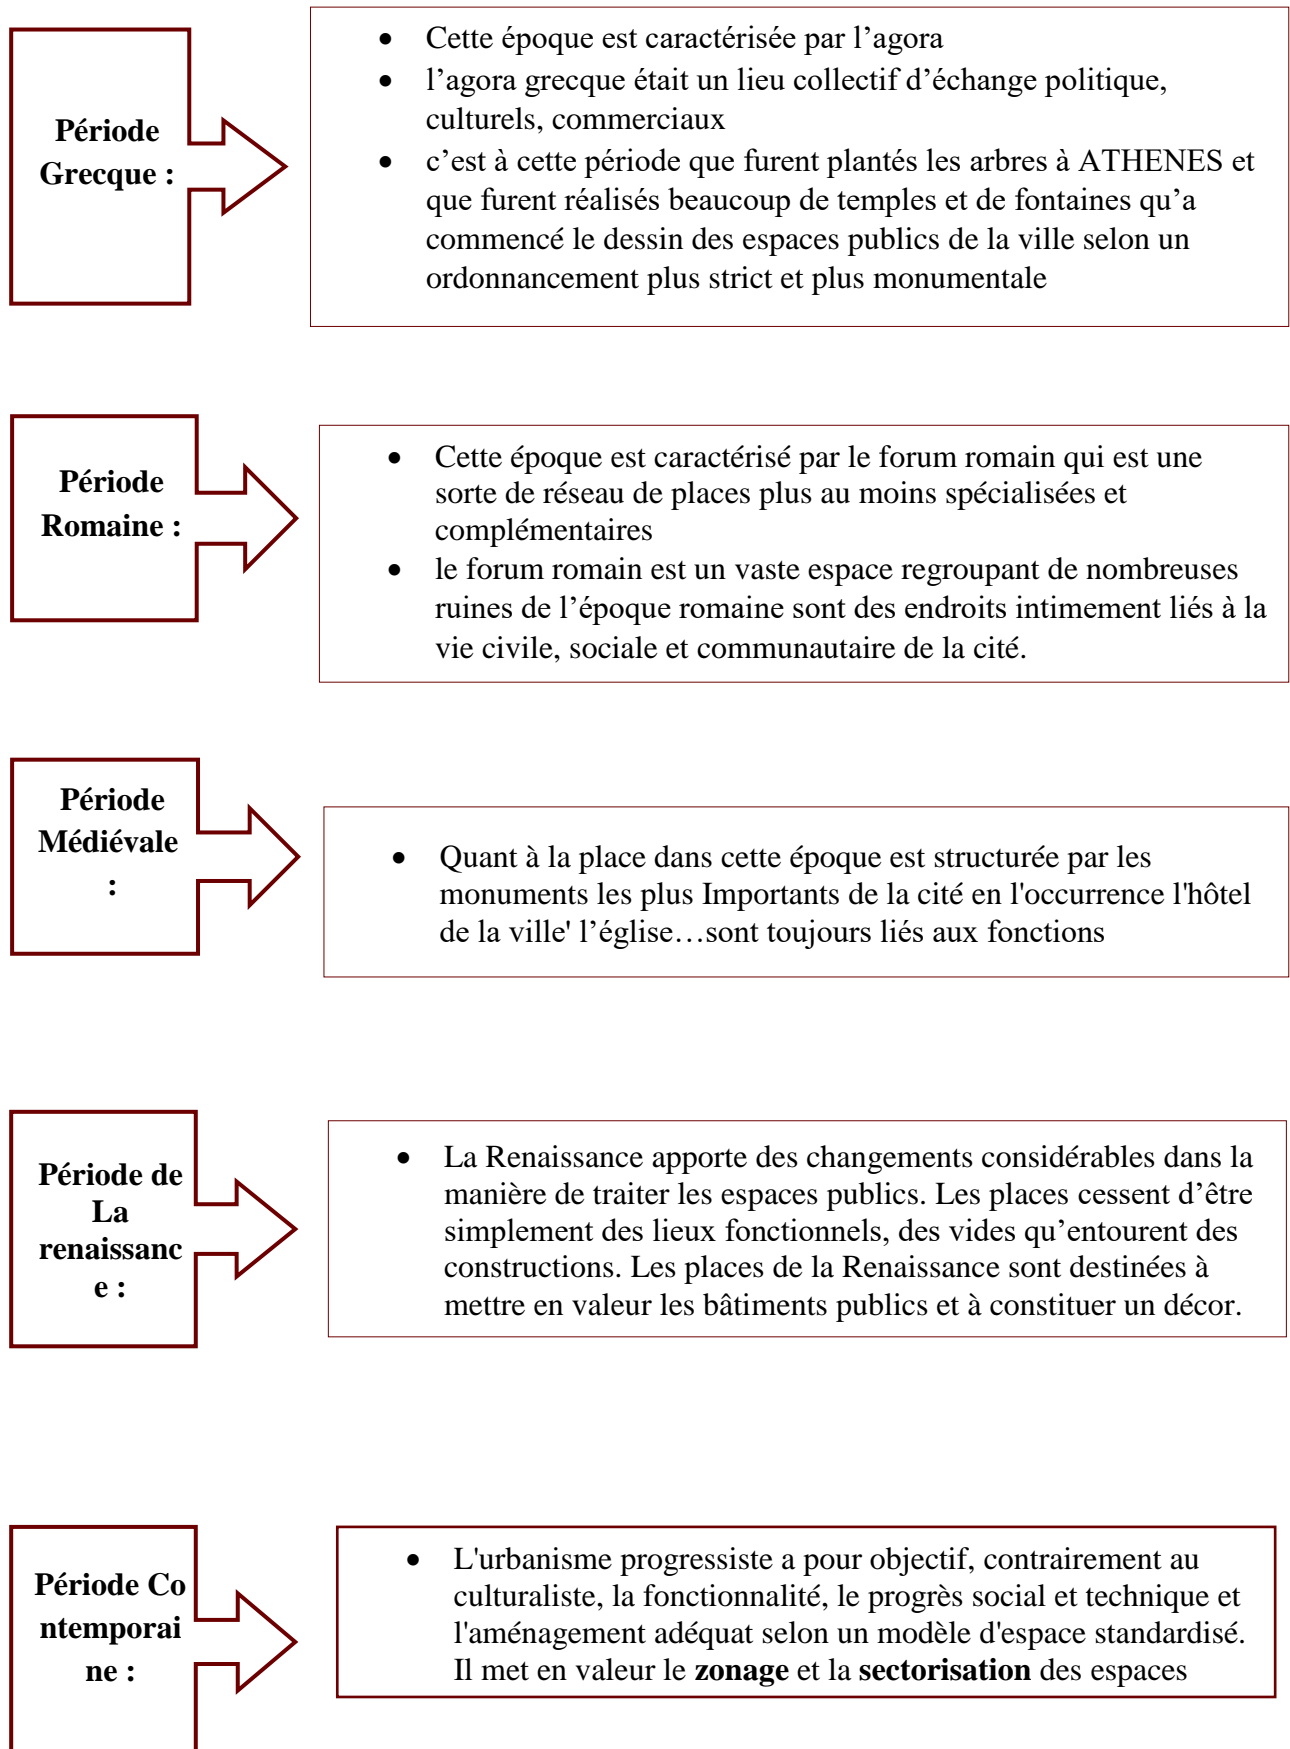 Période
Grecque :
• Cette époque est caractérisée par l’agora
• l’agora grecque était un lieu collectif d’échange politique,
culturels, commerciaux
• c’est à cette période que furent plantés les arbres à ATHENES et
que furent réalisés beaucoup de temples et de fontaines qu’a
commencé le dessin des espaces publics de la ville selon un
ordonnancement plus strict et plus monumentale
Période
Romaine :
• Cette époque est caractérisé par le forum romain qui est une
sorte de réseau de places plus au moins spécialisées et
complémentaires
• le forum romain est un vaste espace regroupant de nombreuses
ruines de l’époque romaine sont des endroits intimement liés à la
vie civile, sociale et communautaire de la cité.
Période
Médiévale
:
• Quant à la place dans cette époque est structurée par les
monuments les plus Importants de la cité en l'occurrence l'hôtel
de la ville' l’église…sont toujours liés aux fonctions
Période de
La
renaissanc
e :
• La Renaissance apporte des changements considérables dans la
manière de traiter les espaces publics. Les places cessent d’être
simplement des lieux fonctionnels, des vides qu’entourent des
constructions. Les places de la Renaissance sont destinées à
mettre en valeur les bâtiments publics et à constituer un décor.
Période Co
ntemporai
ne :
• L'urbanisme progressiste a pour objectif, contrairement au
culturaliste, la fonctionnalité, le progrès social et technique et
l'aménagement adéquat selon un modèle d'espace standardisé.
Il met en valeur le zonage et la sectorisation des espaces